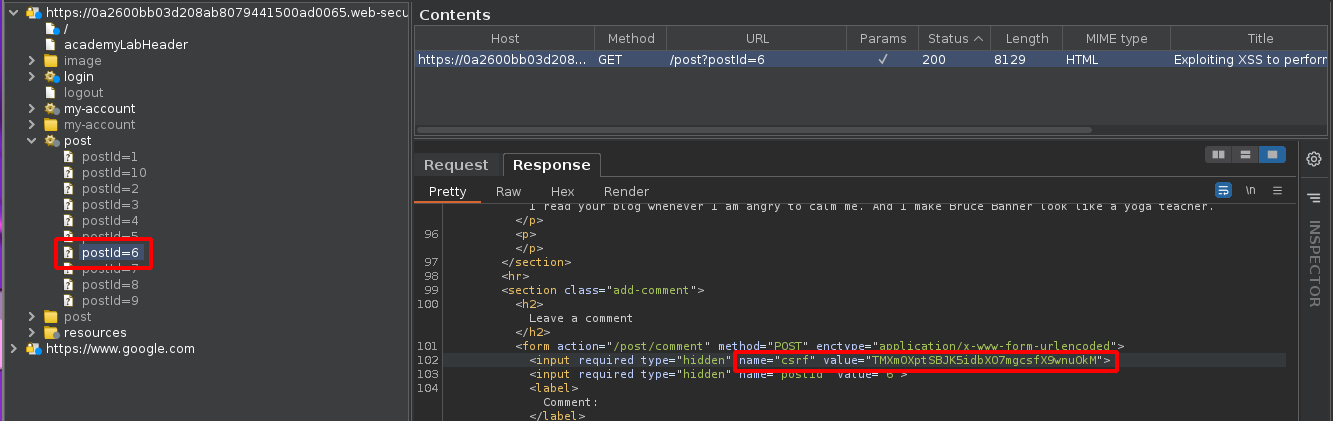 https://0a2600bb03d208ab8079441500ad0065.web-secu
/
academyLabHeader
image
login
logout
my-account
my-account
post
postId=1
postId=10
postId=2
postId=3
postId=4
postId=5
postId=6
postId=7
postId=8
postId=9
post
resources
https://www.google.com
Contents
Host Method URL Params Status Length MIME type Title
https://0a2600bb03d208... GET /post?postId=6 ✓ 200 8129 HTML Exploiting XSS to perform
Request Response
Pretty Raw Hex Render \n
I read your blog whenever I am angry to calm me. And I make Bruce Banner look like a yoga teacher.
</p>
96 <p>
</p>
97 </section>
98 <hr>
99 <section class="add-comment">
100 <h2>
Leave a comment
</h2>
101 <form action="/post/comment" method="POST" enctype="application/x-www-form-urlencoded">
102 <input required type="hidden" name="csrf" value="TMXmOXptSBJK5idbXO7mgcsfX9wnuOkM">
103 <input required type="hidden" name="postId" value="6">
104 <label>
Comment:
</label>
INSPECTOR